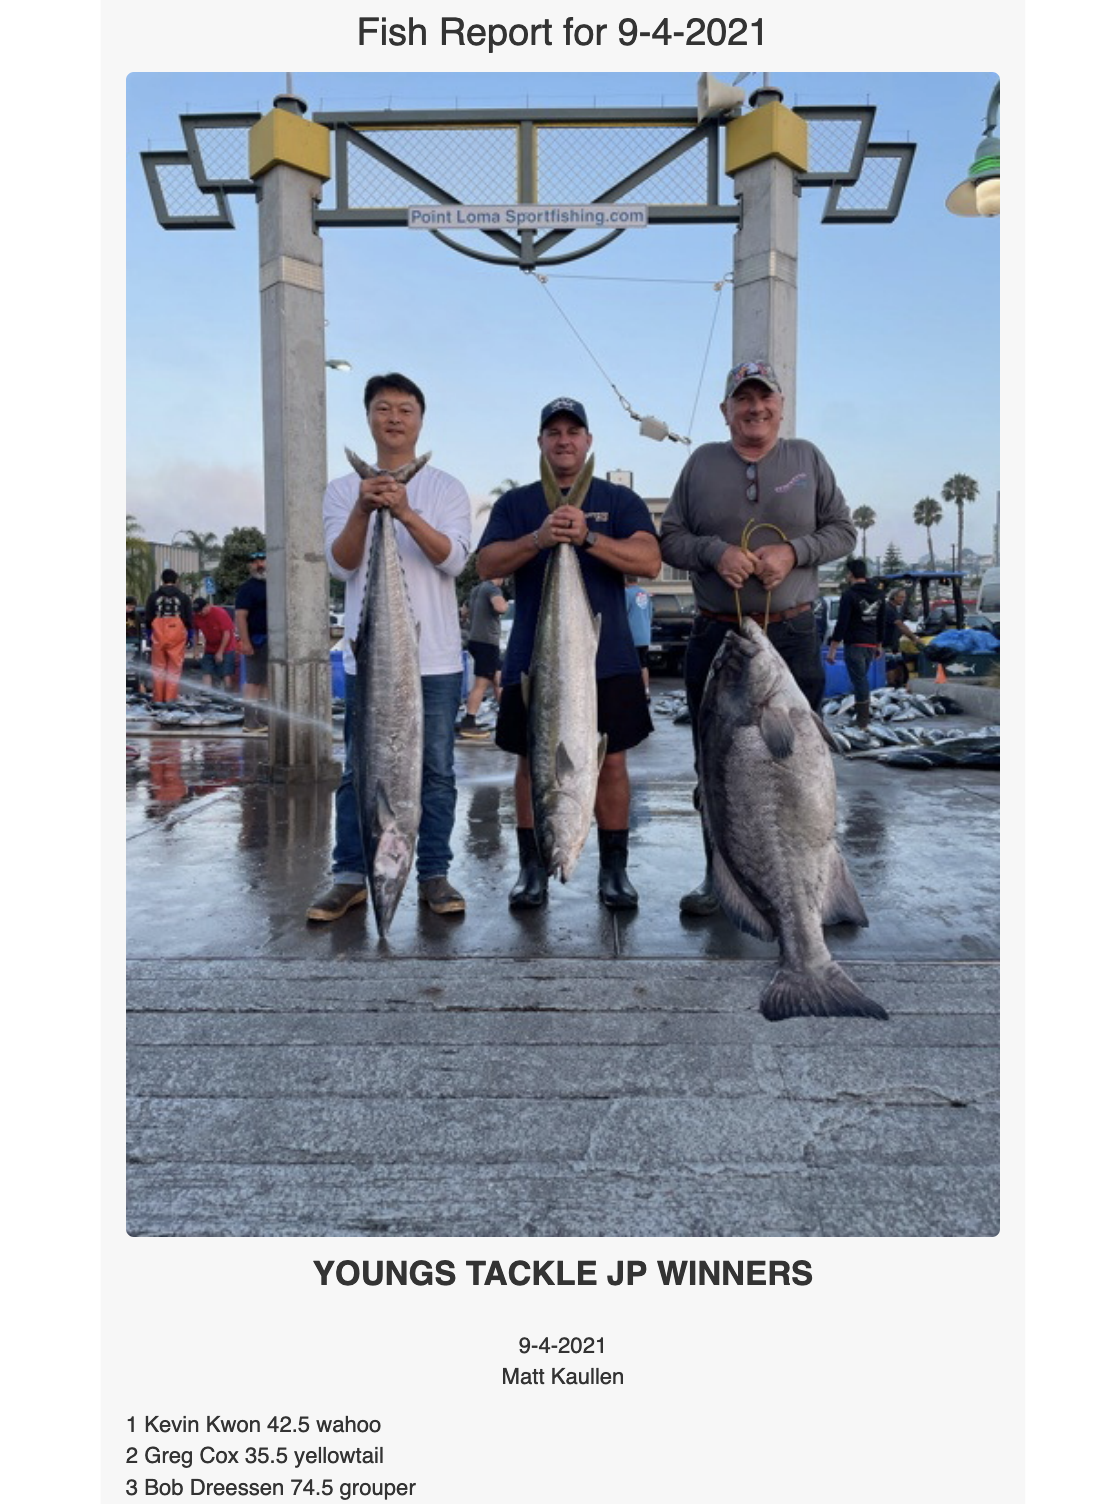 Fish Report for 9-4-2021
Point Loma Sportfishing.com
YOUNGS TACKLE JP WINNERS
9-4-2021
Matt Kaullen
1 Kevin Kwon 42.5 wahoo
2 Greg Cox 35.5 yellowtail
3 Bob Dreessen 74.5 grouper